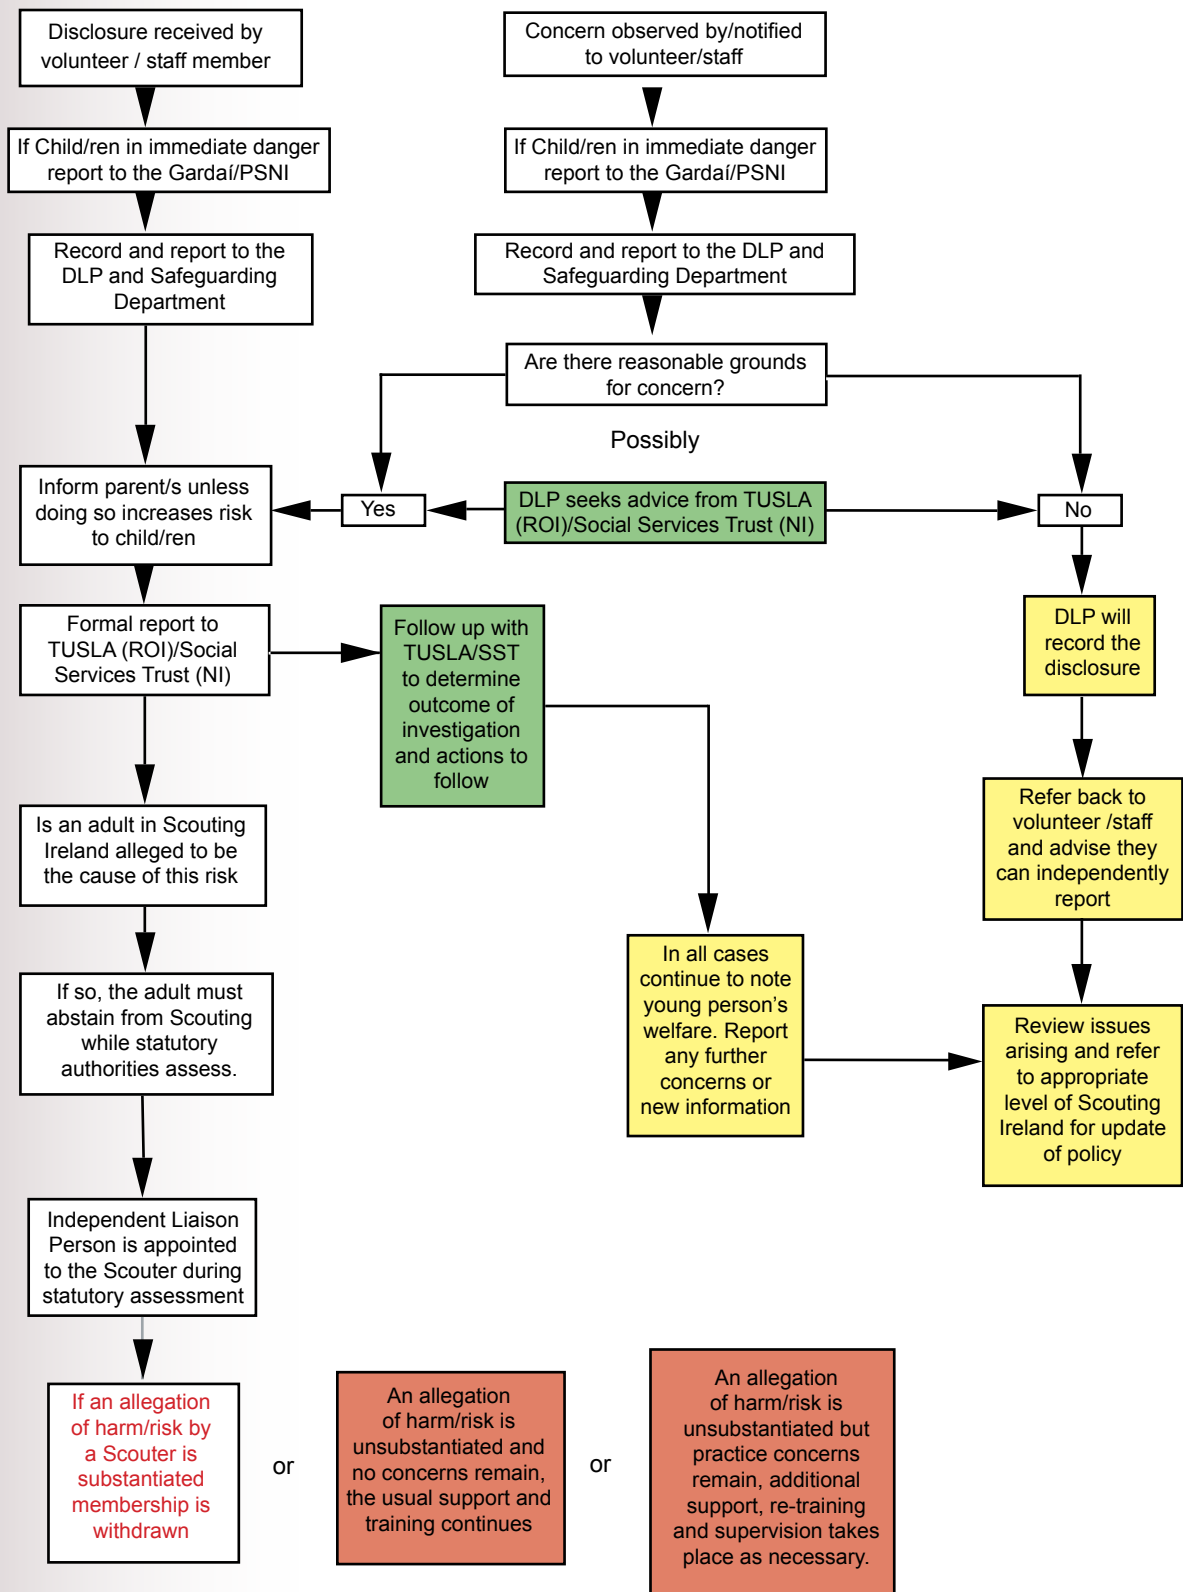 Disclosure received by
volunteer / staff member
Concern observed by/notified
to volunteer/staff
If Child/ren in immediate danger
report to the Gardaí/PSNI
If Child/ren in immediate danger
report to the Gardaí/PSNI
Record and report to the
DLP and Safeguarding
Department
Record and report to the DLP and
Safeguarding Department
Are there reasonable grounds
for concern?
Possibly
Inform parent/s unless
doing so increases risk
to child/ren
Yes
DLP seeks advice from TUSLA
(ROI)/Social Services Trust (NI)
No
Formal report to
TUSLA (ROI)/Social
Services Trust (NI)
Follow up with
TUSLA/SST
to determine
outcome of
investigation
and actions to
follow
DLP will
record the
disclosure
Is an adult in Scouting
Ireland alleged to be
the cause of this risk
Refer back to
volunteer /staff
and advise they
can independently
report
If so, the adult must
abstain from Scouting
while statutory
authorities assess.
In all cases
continue to note
young person's
welfare. Report
any further
concerns or
new information
Review issues
arising and refer
to appropriate
level of Scouting
Ireland for update
of policy
Independent Liaison
Person is appointed
to the Scouter during
statutory assessment
If an allegation
of harm/risk by
a Scouter is
substantiated
membership is
withdrawn
or
An allegation
of harm/risk is
unsubstantiated and
no concerns remain,
the usual support and
training continues
or
An allegation
of harm/risk is
unsubstantiated but
practice concerns
remain, additional
support, re-training
and supervision takes
place as necessary.